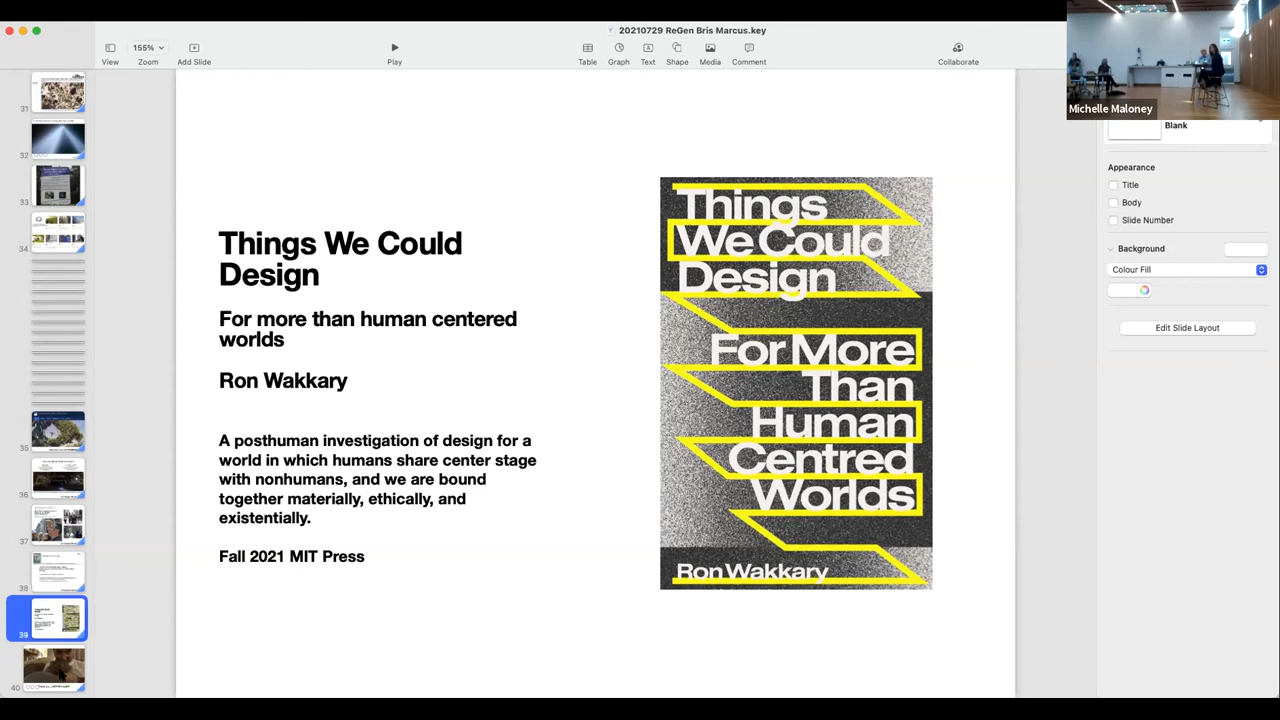 20210729 ReGen Bris Marcus.key
155%
View
Zoom
Add Slide
Play
Table
Graph
Text
Shape
Media
Comment
Collaborate
Michelle Maloney
31
32
33
34
35
36
37
38
39
40
Things We Could
Design
For more than human centered
worlds
Ron Wakkary
A posthuman investigation of design for a
world in which humans share center stage
with nonhumans, and we are bound
together materially, ethically, and
existentially.
Fall 2021 MIT Press
Things
We Could
Design
For More
Than
Human
Centred
Worlds
Ron Wakkary
Blank
Appearance
Title
Body
Slide Number
Background
Colour Fill
Edit Slide Layout